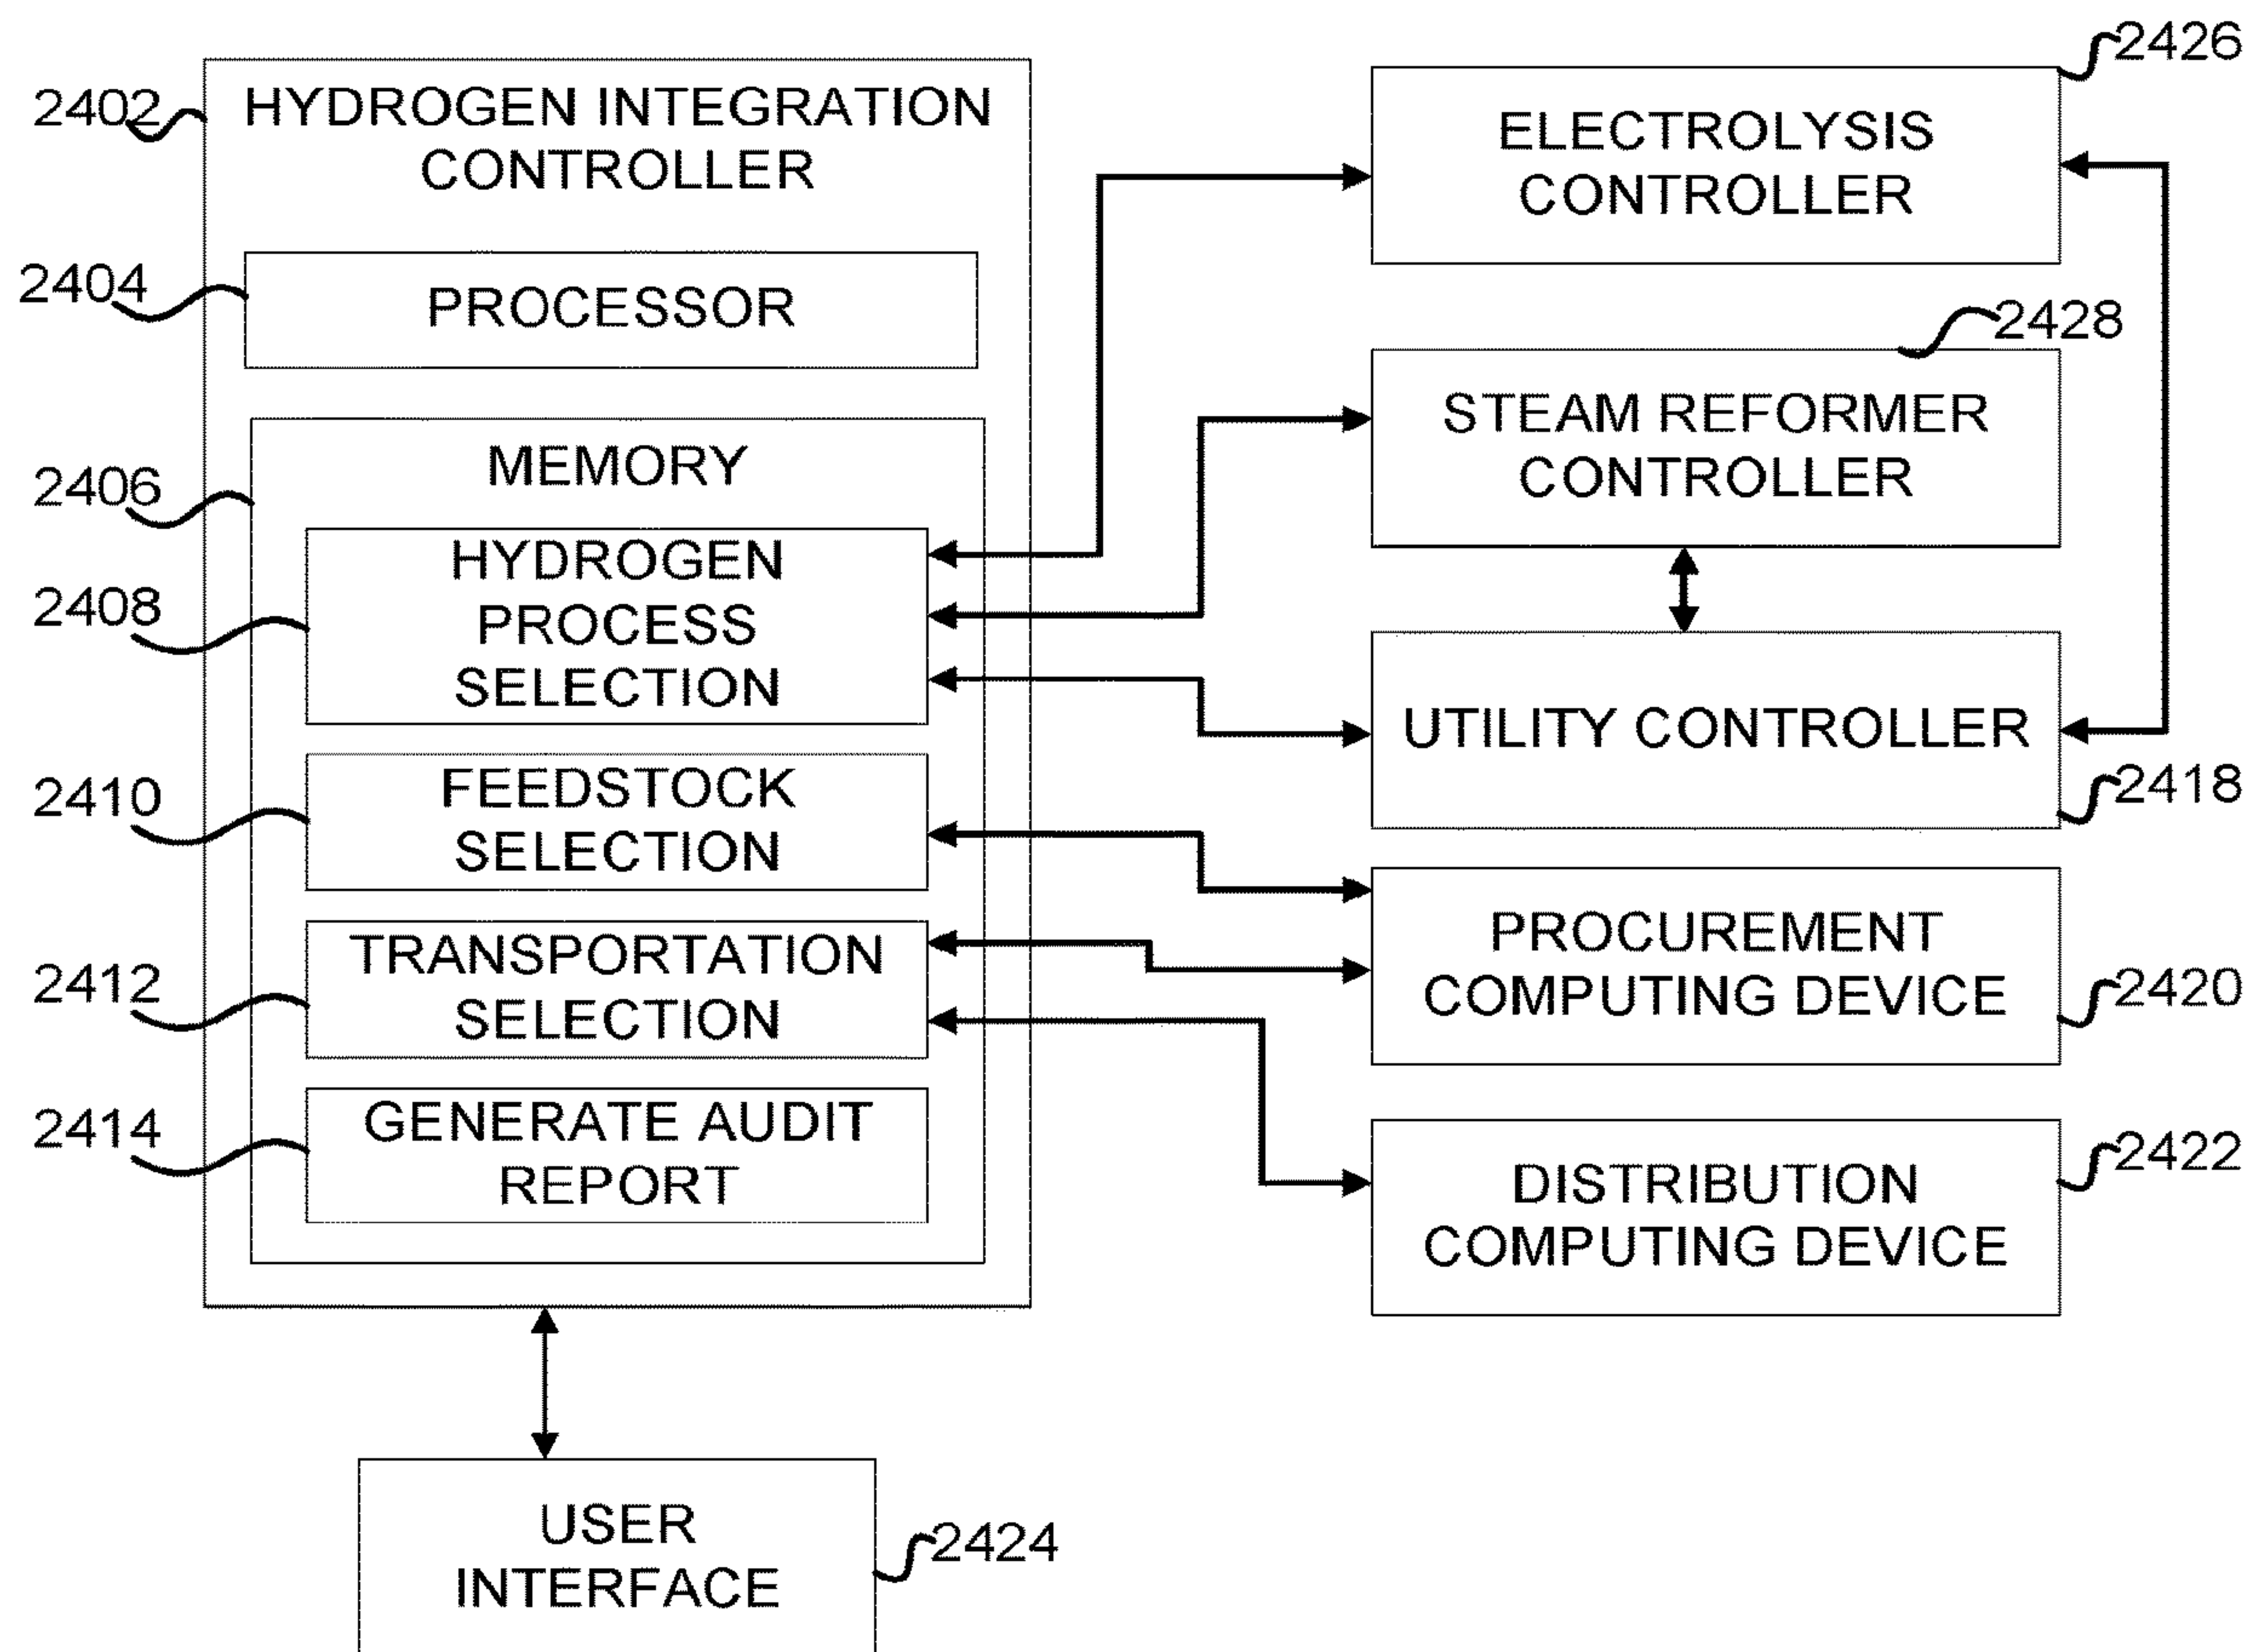 2402
HYDROGEN INTEGRATION
CONTROLLER
2404
PROCESSOR
2406
MEMORY
2408
HYDROGEN
PROCESS
SELECTION
2410
FEEDSTOCK
SELECTION
2412
TRANSPORTATION
SELECTION
2414
GENERATE AUDIT
REPORT
USER
INTERFACE
2424
2426
ELECTROLYSIS
CONTROLLER
2428
STEAM REFORMER
CONTROLLER
UTILITY CONTROLLER
2418
PROCUREMENT
COMPUTING DEVICE
2420
DISTRIBUTION
COMPUTING DEVICE
2422